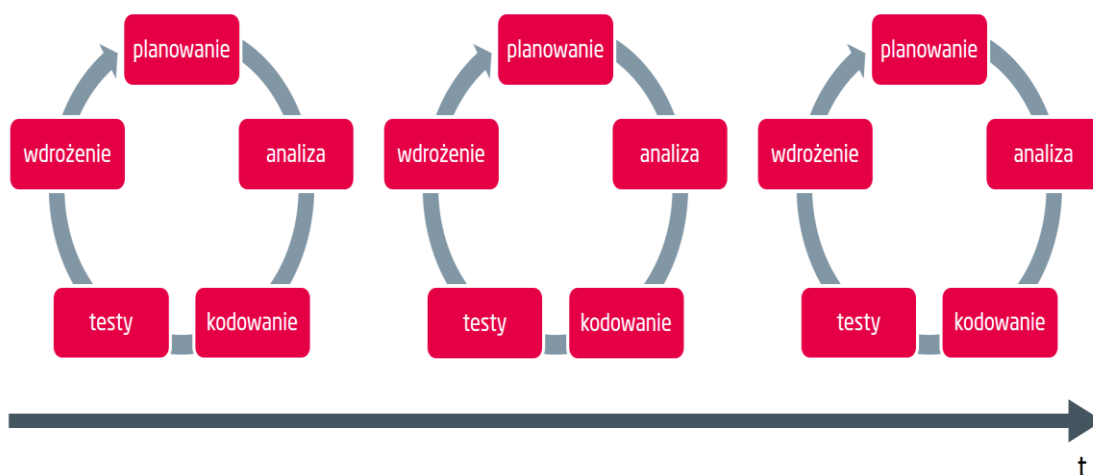 planowanie
analiza
kodowanie
testy
wdrożenie
planowanie
analiza
kodowanie
testy
wdrożenie
planowanie
analiza
kodowanie
testy
wdrożenie
t